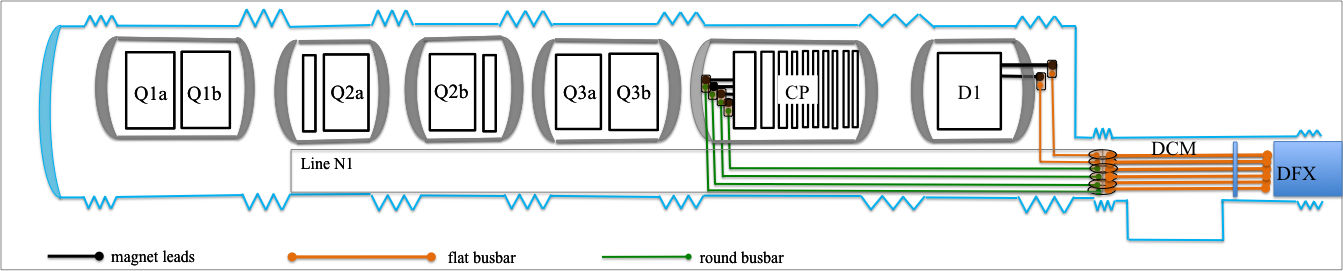 Q1a Q1b Q2a Q2b Q3a Q3b CP D1
DCM
Line N1
DFX
magnet leads flat busbar round busbar